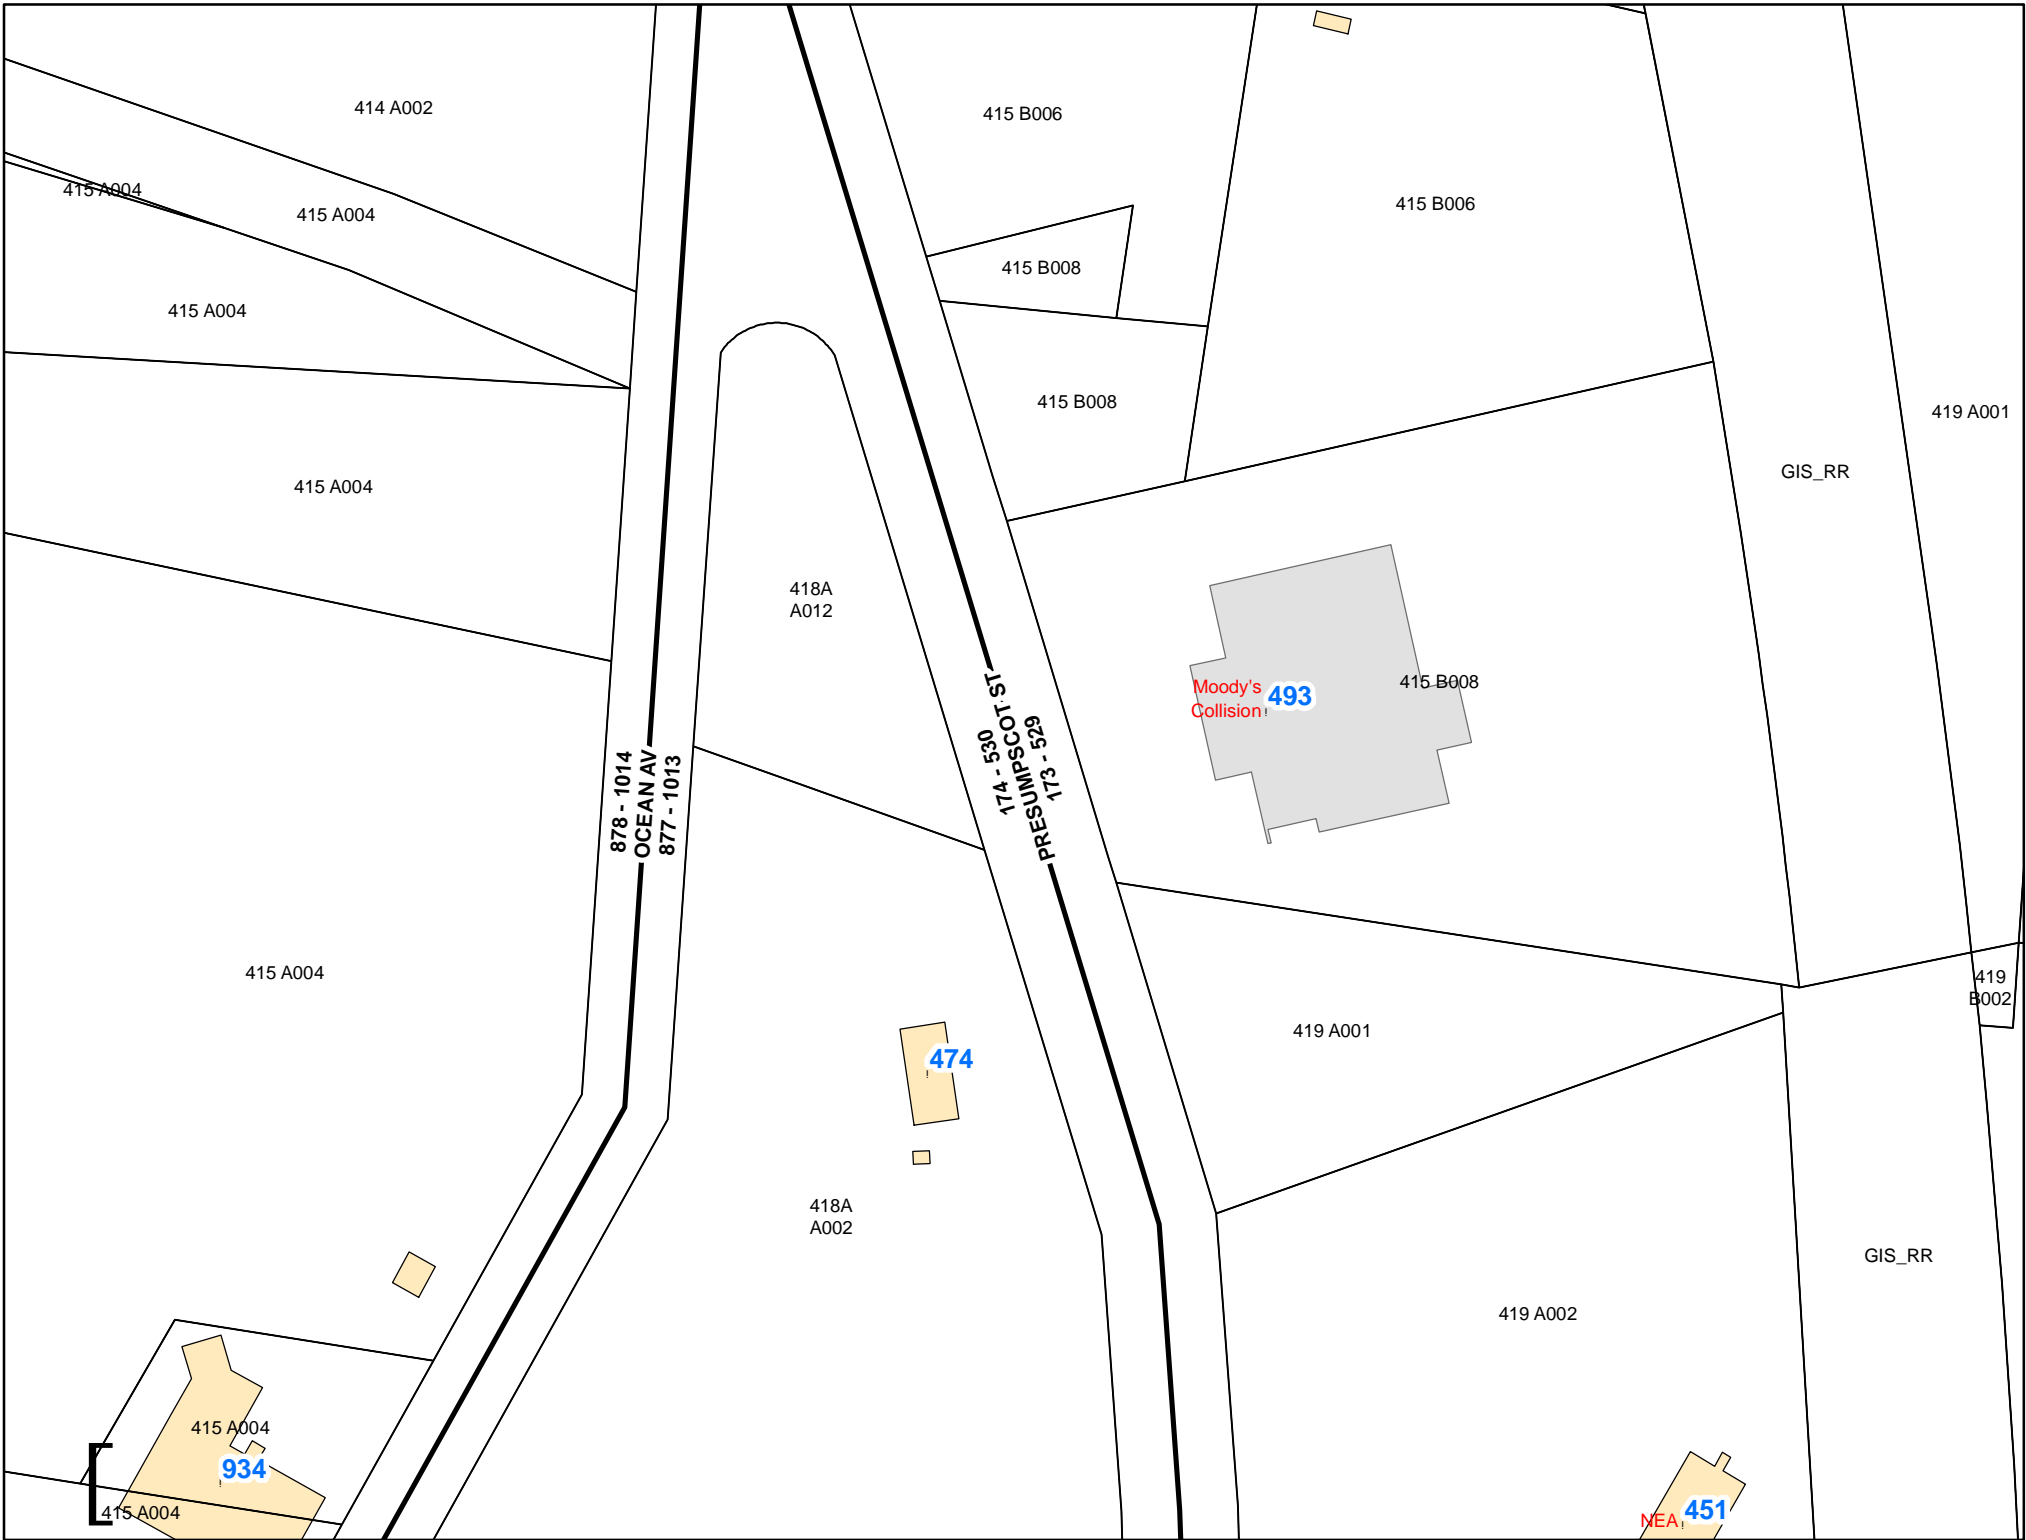 414 A002
415 B006
415 A004
415 A004
415 B006
415 B008
415 A004
415 B008
419 A001
GIS_RR
415 A004
418A
A012
Moody's
Collision
493
415 B008
174 - 530
PRESUMPSCOT ST
173 - 529
878 - 1014
OCEAN AV
877 - 1013
415 A004
419
B002
419 A001
474
418A
A002
GIS_RR
419 A002
415 A004
934
415 A004
NEA
451